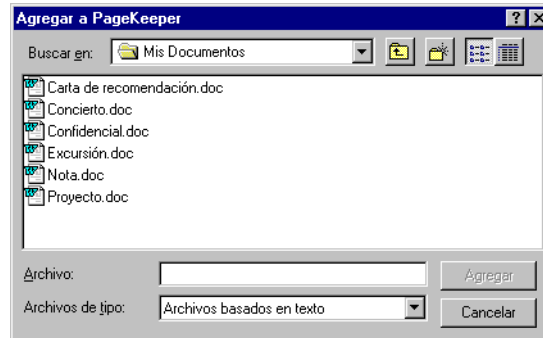 Agregar a PageKeeper
Buscar en: Mis Documentos
Carta de recomendación.doc
Concierto.doc
Confidencial.doc
Excursión.doc
Nota.doc
Proyecto.doc
Archivo: Agregar
Archivos de tipo: Archivos basados en texto Cancelar